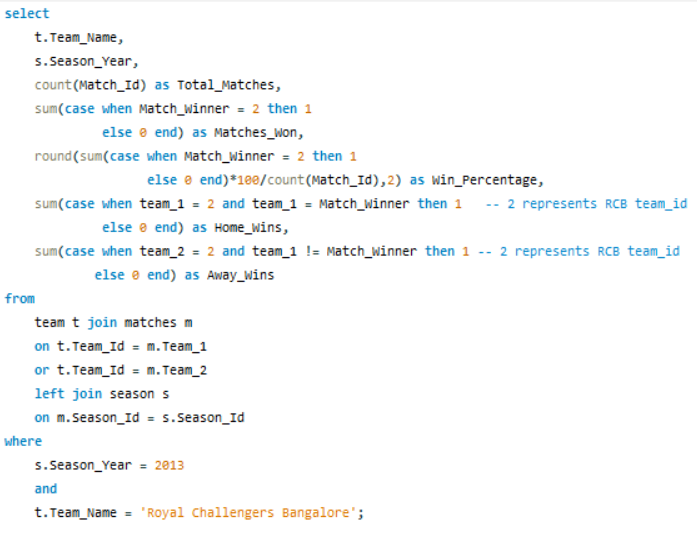 select
t.Team_Name,
s.Season_Year,
count(Match_Id) as Total_Matches,
sum(case when Match_Winner = 2 then 1
else 0 end) as Matches_Won,
round(sum(case when Match_Winner = 2 then 1
else 0 end)*100/count(Match_Id),2) as Win_Percentage,
sum(case when team_1 = 2 and team_1 = Match_Winner then 1   -- 2 represents RCB team_id
else 0 end) as Home_Wins,
sum(case when team_2 = 2 and team_1 != Match_Winner then 1 -- 2 represents RCB team_id
else 0 end) as Away_Wins
from
team t join matches m
on t.Team_Id = m.Team_1
or t.Team_Id = m.Team_2
left join season s
on m.Season_Id = s.Season_Id
where
s.Season_Year = 2013
and
t.Team_Name = 'Royal Challengers Bangalore';